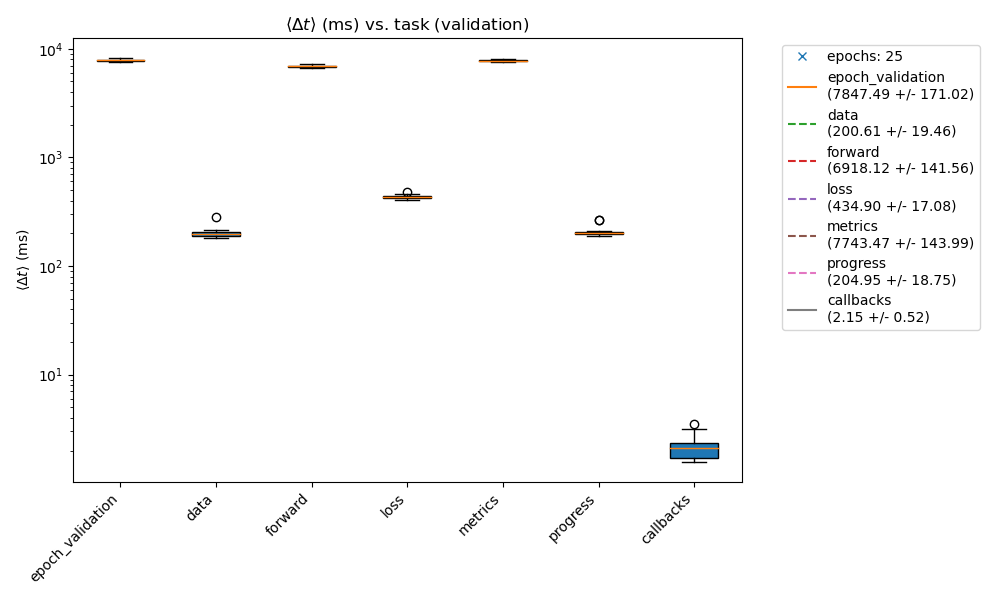 ⟨Δt⟩ (ms) vs. task (validation)
⟨Δt⟩ (ms)
10⁴
10³
10²
10¹
epoch_validation
data
forward
loss
metrics
progress
callbacks
epochs: 25
epoch_validation
(7847.49 +/- 171.02)
data
(200.61 +/- 19.46)
forward
(6918.12 +/- 141.56)
loss
(434.90 +/- 17.08)
metrics
(7743.47 +/- 143.99)
progress
(204.95 +/- 18.75)
callbacks
(2.15 +/- 0.52)